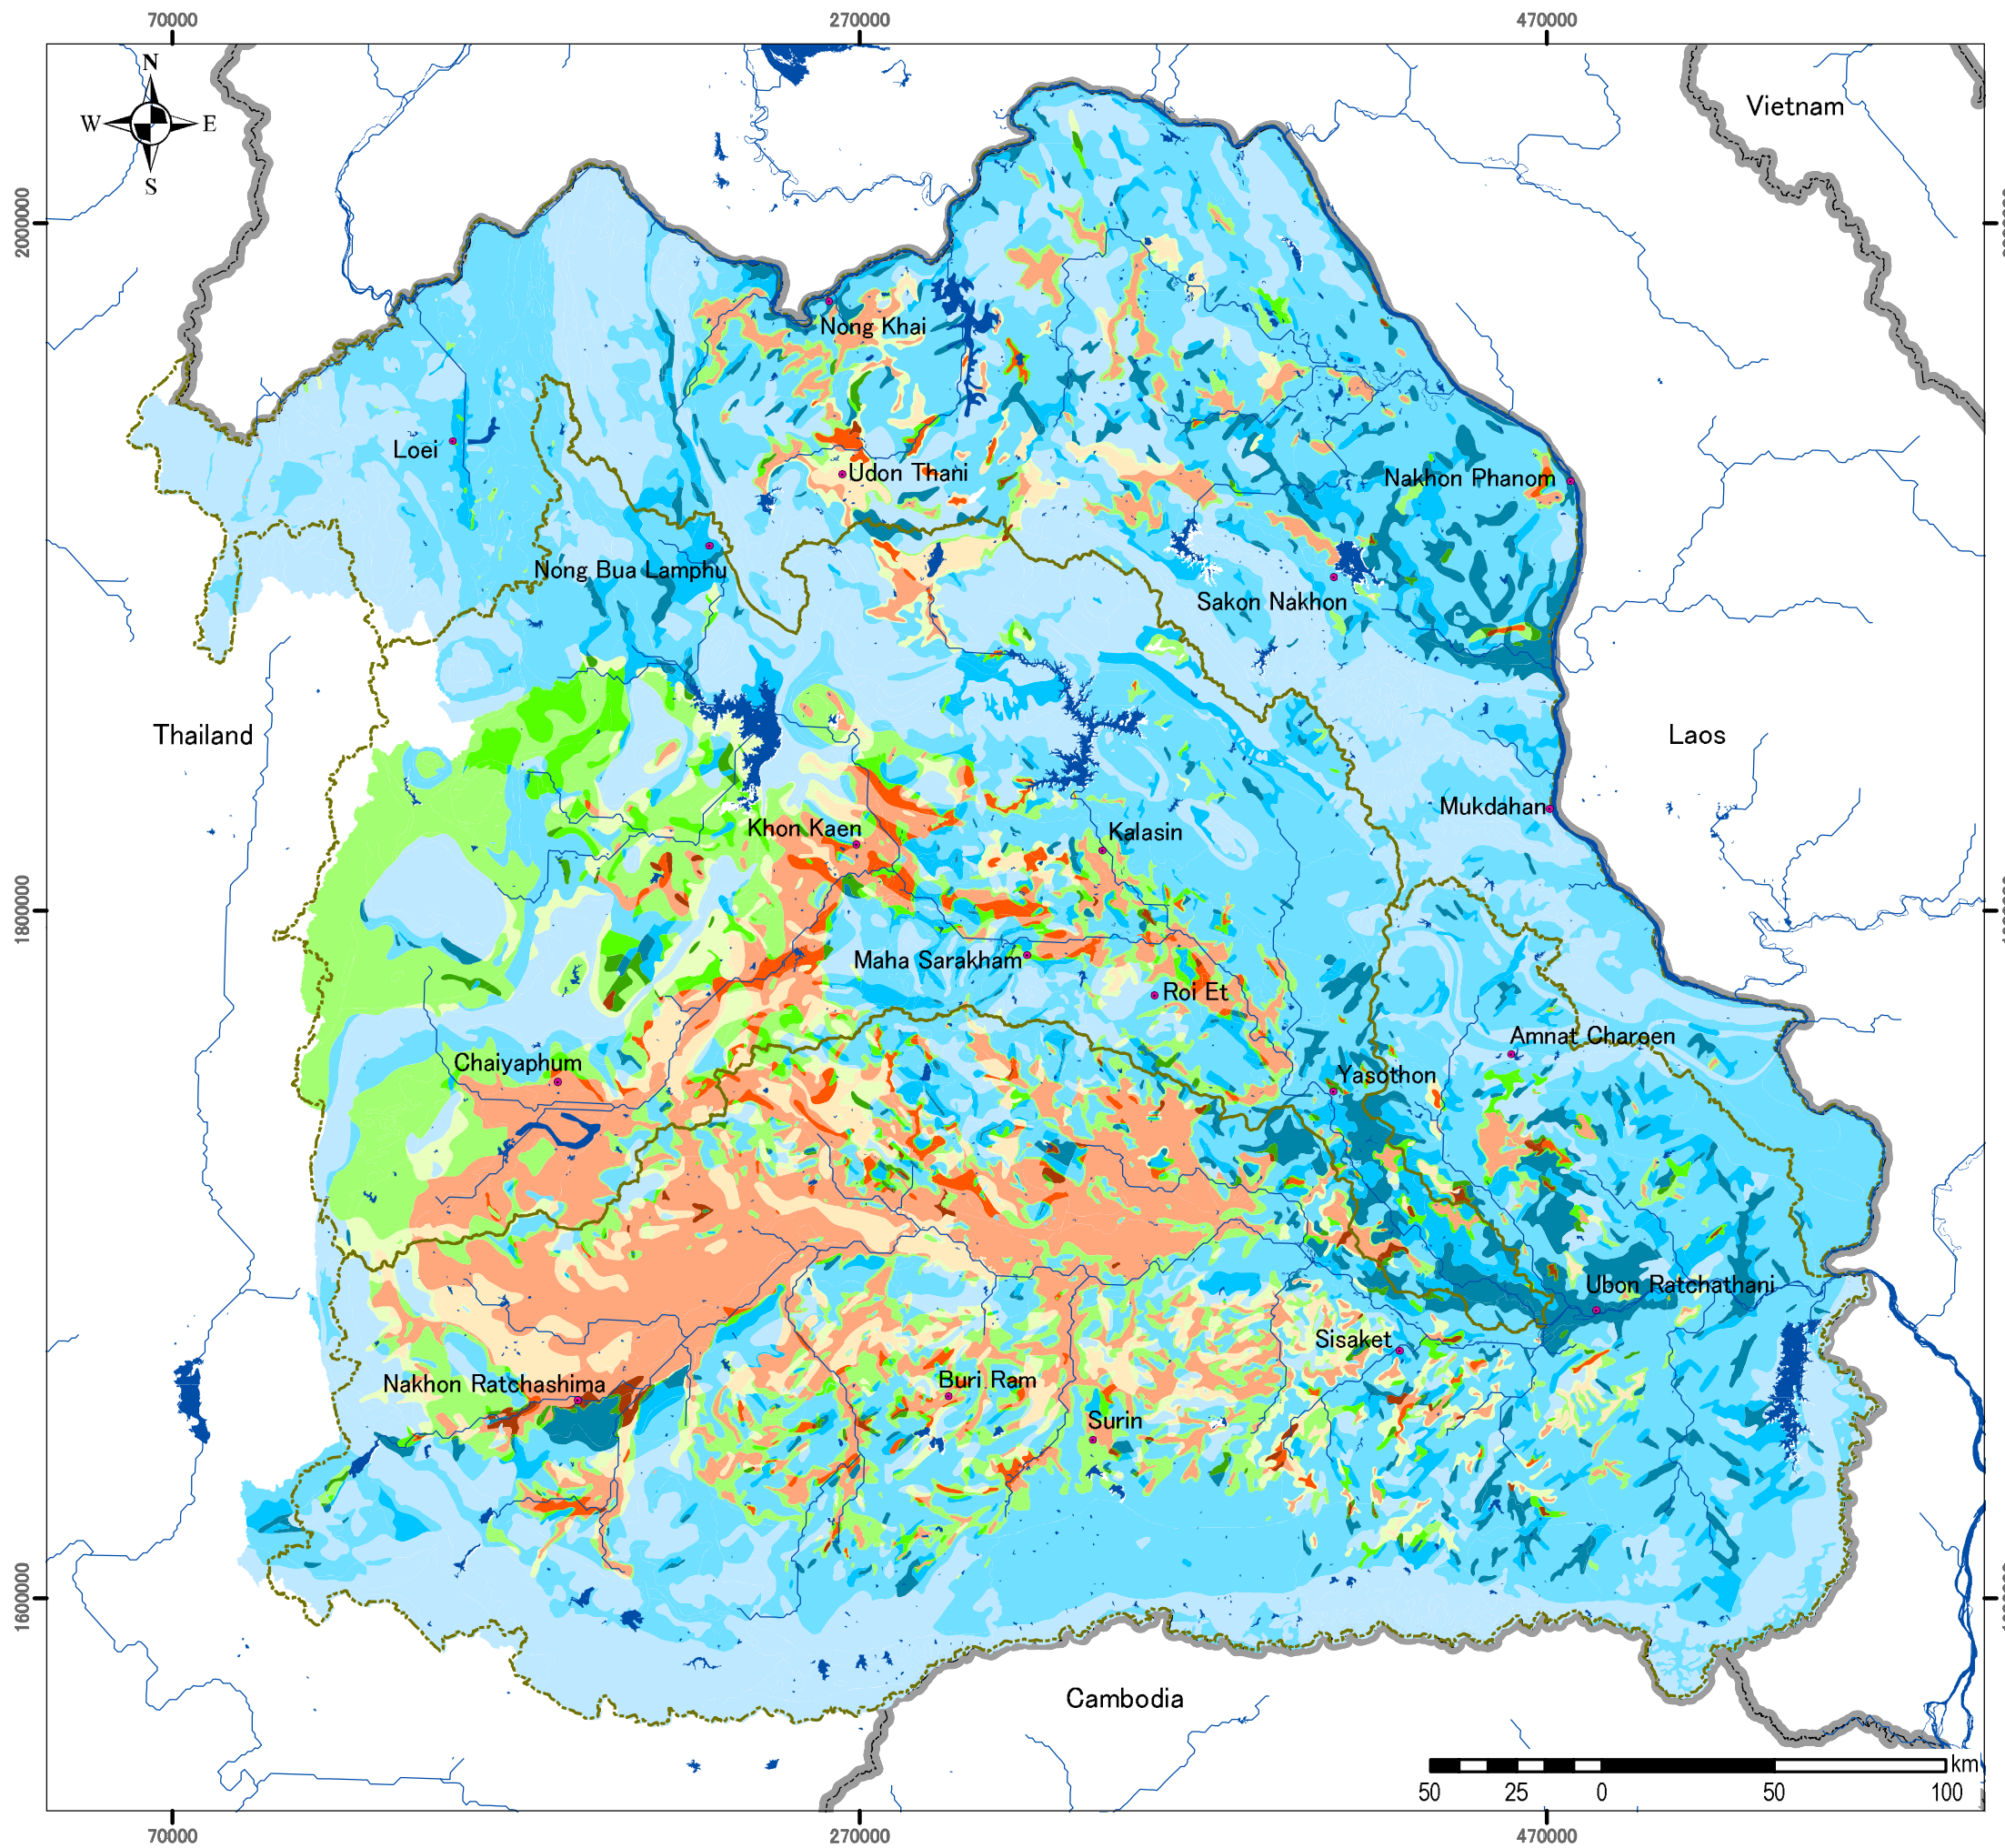 70000
270000
470000
N
W
E
S
Vietnam
2000000
Nong Khai
Loei
Udon Thani
Nakhon Phanom
Nong Bua Lamphu
Sakon Nakhon
Thailand
Laos
Mukdahan
Khon Kaen
Kalasin
1800000
Maha Sarakham
Roi Et
Amnat Charoen
Chaiyaphum
Yasothon
Ubon Ratchathani
Sisaket
Nakhon Ratchashima
Buri Ram
Surin
1600000
Cambodia
km
50
25
0
50
100
70000
270000
470000